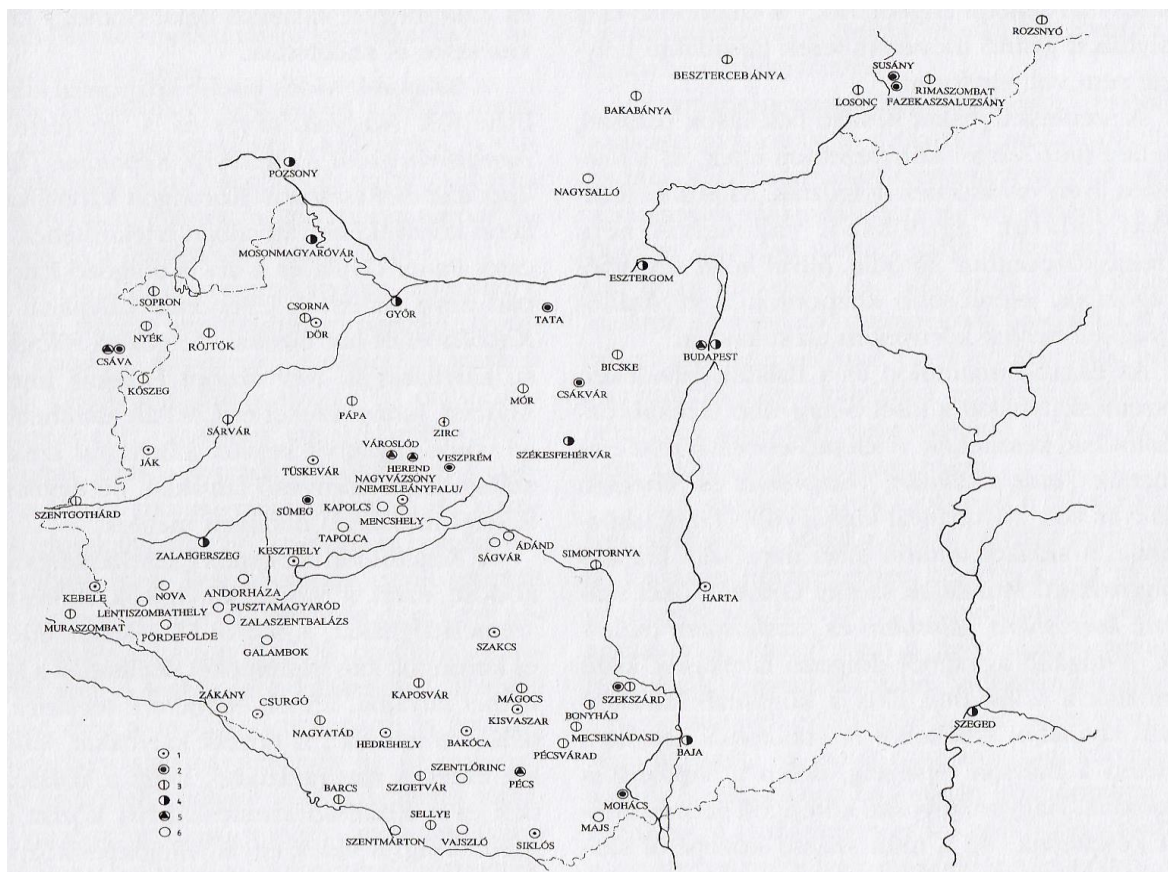 ROZSNYÓ
BESZTERCEBÁNYA
SUSÁNY
RIMASZOMBAT
LOSONC
FAZEKASZSALUZSÁNY
BAKABÁNYA
POZSONY
NAGYSALLÓ
MOSONMAGYARÓVÁR
ESZTERGOM
SOPRON
CSORNA
GYŐR
TATA
NYÉK
RÖJTÖK
DÖR
CSÁVA
BICSKE
BUDAPEST
KŐSZEG
MÓR
CSÁKVÁR
PÁPA
SÁRVÁR
ZIRC
VÁROSLŐD
SZÉKESFEHÉRVÁR
JÁK
TÜSKEVÁR
HEREND
VESZPRÉM
NAGYVÁZSONY
/NEMESLEÁNYFALU/
SZENTGOTHÁRD
SÜMEG
KAPOLCS
MENCSHELY
TAPOLCA
ZALAEGERSZEG
KESZTHELY
SÁGVÁR
ÁDÁND
SIMONTORNYA
KEBELE
NOVA
ANDORHÁZA
HARTA
LENTISZOMBATHELY
PUSZTAMAGYARÓD
MURASZOMBAT
PÖRDEFÖLDE
ZALASZENTBALÁZS
GALAMBOK
SZAKCS
ZÁKÁNY
CSURGÓ
KAPOSVÁR
MÁGOCS
SZEKSZÁRD
KISVASZAR
BONYHÁD
NAGYATÁD
HEDREHELY
BAKÓCA
MECSEKNÁDASD
PÉCSVÁRAD
BAJA
SZEGED
SZENTLŐRINC
SZIGETVÁR
PÉCS
BARCS
MOHÁCS
SELLYE
MAJS
SZENTMÁRTON
VAJSZLÓ
SIKLÓS
1
2
3
4
5
6